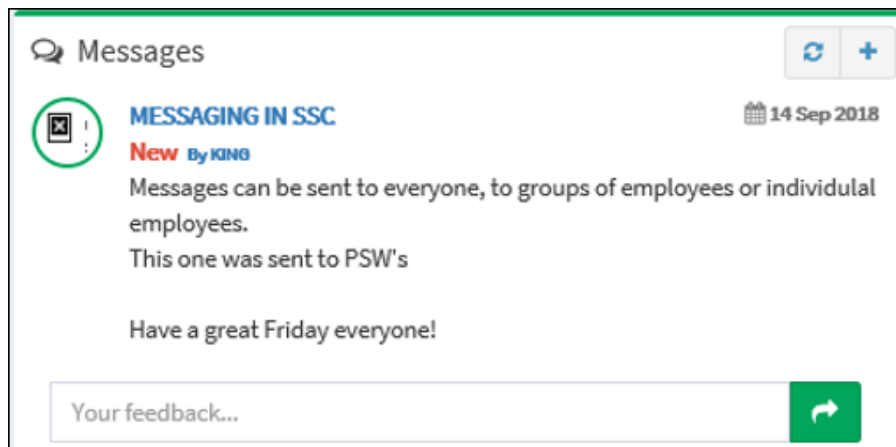 Messages
MESSAGING IN SSC
14 Sep 2018
New By KING
Messages can be sent to everyone, to groups of employees or individulal
employees.
This one was sent to PSW's
Have a great Friday everyone!
Your feedback...